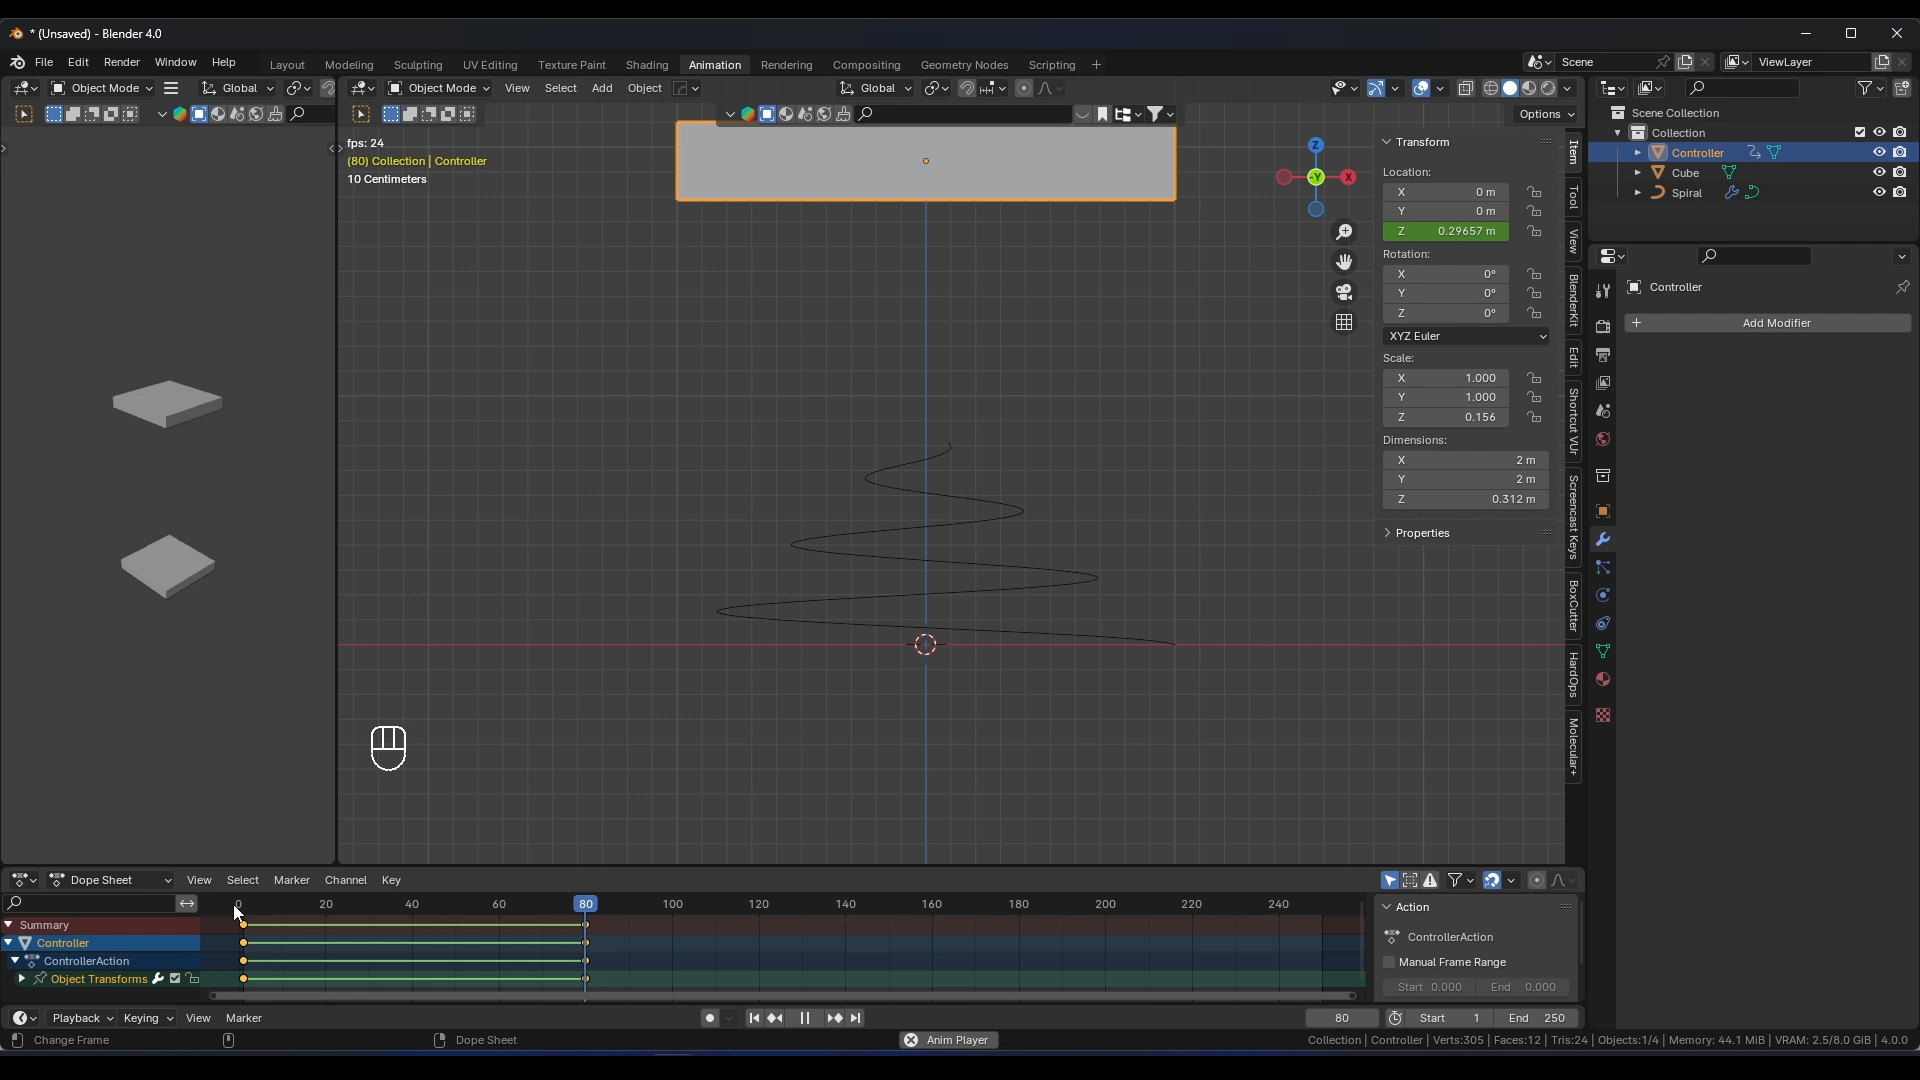 * (Unsaved) - Blender 4.0
File Edit Render Window Help
Layout Modeling Sculpting UV Editing Texture Paint Shading Animation Rendering Compositing Geometry Nodes Scripting +
Scene
ViewLayer
Object Mode
Global
Object Mode View Select Add Object
Global
Options
fps: 24
(80) Collection | Controller
10 Centimeters
Z
-Y
X
Transform
Location:
X 0 m
Y 0 m
Z 0.29657 m
Rotation:
X 0°
Y 0°
Z 0°
XYZ Euler
Scale:
X 1.000
Y 1.000
Z 0.156
Dimensions:
X 2 m
Y 2 m
Z 0.312 m
Properties
Item
Tool
View
BlenderKit
Edit
Shortcut VUr
Screencast Keys
BoxCutter
HardOps
Molecular+
Scene Collection
Collection
Controller
Cube
Spiral
Controller
+ Add Modifier
Dope Sheet View Select Marker Channel Key
0 20 40 60 80 100 120 140 160 180 200 220 240
Summary
Controller
ControllerAction
Object Transforms
Action
ControllerAction
Manual Frame Range
Start 0.000 End 0.000
Playback Keying View Marker
80 Start 1 End 250
Change Frame
Dope Sheet
Anim Player
Collection | Controller | Verts:305 | Faces:12 | Tris:24 | Objects:1/4 | Memory: 44.1 MiB | VRAM: 2.5/8.0 GiB | 4.0.0